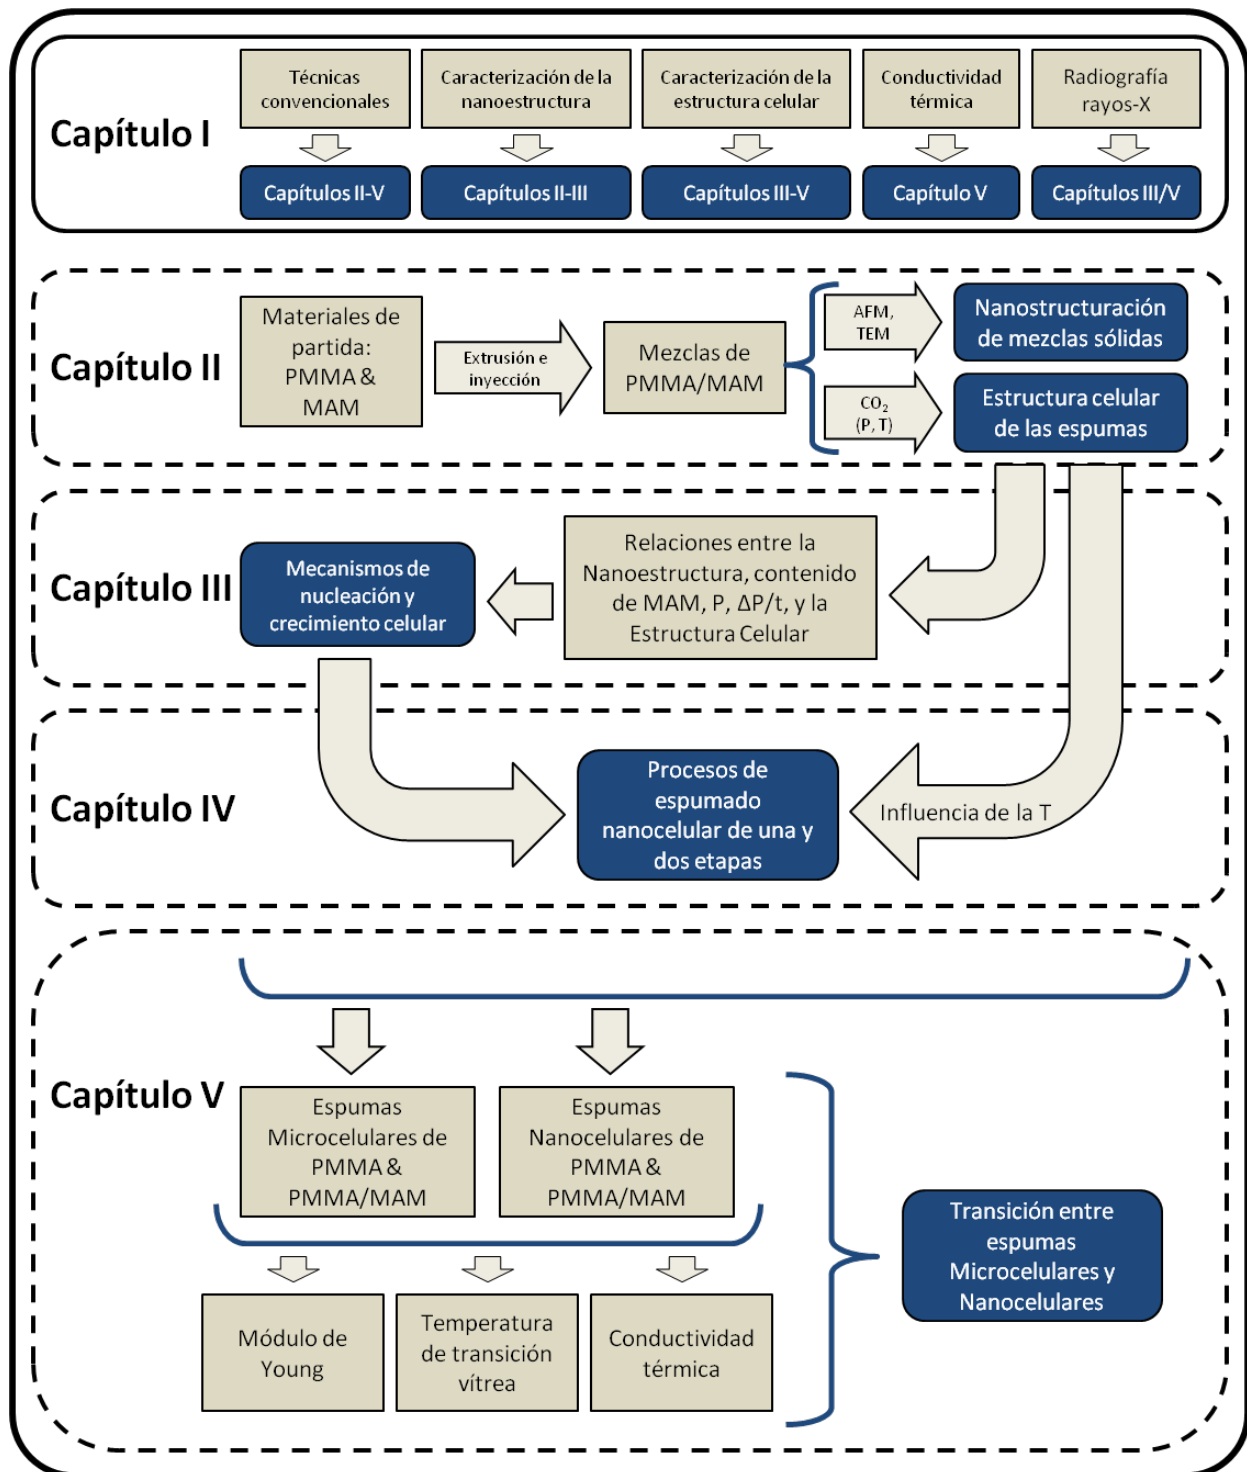 Capítulo I
Técnicas
convencionales
Caracterización de la
nanoestructura
Caracterización de la
estructura celular
Conductividad
térmica
Radiografía
rayos-X
Capítulos II-V
Capítulos II-III
Capítulos III-V
Capítulo V
Capítulos III/V
Capítulo II
Materiales de
partida:
PMMA &
MAM
Extrusión e
inyección
Mezclas de
PMMA/MAM
AFM,
TEM
CO₂
(P, T)
Nanostructuración
de mezclas sólidas
Estructura celular
de las espumas
Capítulo III
Mecanismos de
nucleación y
crecimiento celular
Relaciones entre la
Nanoestructura, contenido
de MAM, P, ΔP/t, y la
Estructura Celular
Capítulo IV
Procesos de
espumado
nanocelular de una y
dos etapas
Influencia de la T
Capítulo V
Espumas
Microcelulares de
PMMA &
PMMA/MAM
Espumas
Nanocelulares de
PMMA &
PMMA/MAM
Módulo de
Young
Temperatura
de transición
vítrea
Conductividad
térmica
Transición entre
espumas
Microcelulares y
Nanocelulares